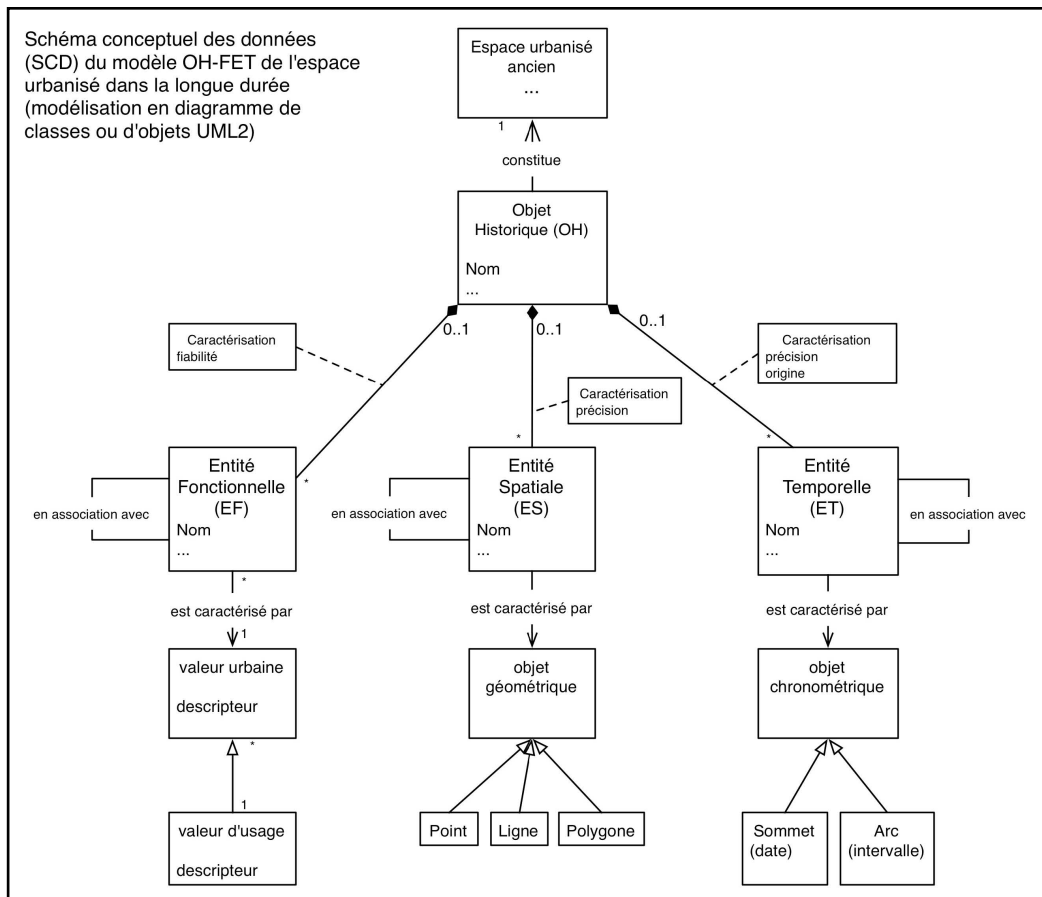 Schéma conceptuel des données
(SCD) du modèle OH-FET de l'espace
urbanisé dans la longue durée
(modélisation en diagramme de
classes ou d'objets UML2)
Espace urbanisé
ancien
...
1
constitue
Objet
Historique (OH)
Nom
...
0..1
0..1
0..1
Caractérisation
fiabilité
Caractérisation
précision
Caractérisation
précision
origine
*
*
*
Entité
Fonctionnelle
(EF)
Nom
...
en association avec
Entité
Spatiale
(ES)
Nom
...
en association avec
Entité
Temporelle
(ET)
Nom
...
en association avec
*
est caractérisé par
1
est caractérisé par
est caractérisé par
valeur urbaine
descripteur
objet
géométrique
objet
chronométrique
*
1
valeur d'usage
descripteur
Point
Ligne
Polygone
Sommet
(date)
Arc
(intervalle)